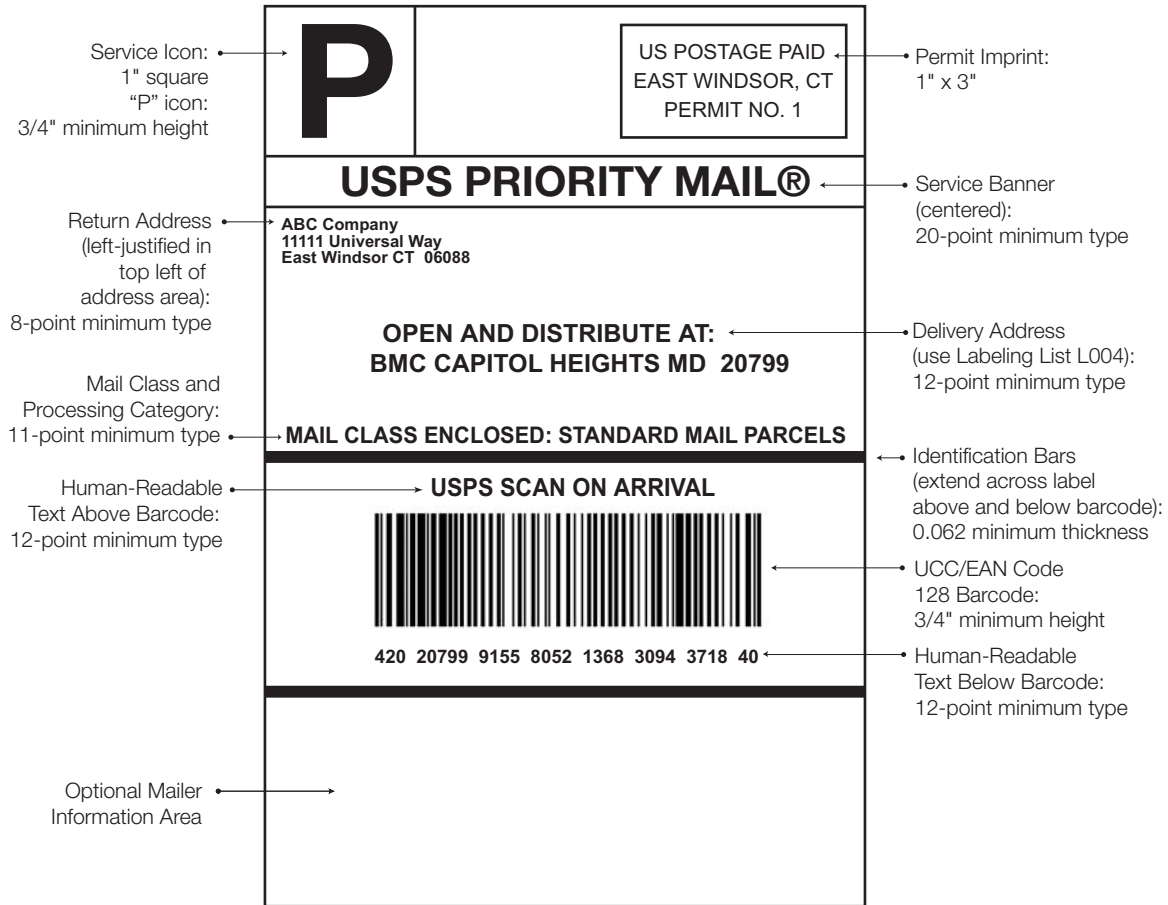 Service Icon:
1" square
“P” icon:
3/4" minimum height
P
US POSTAGE PAID
EAST WINDSOR, CT
PERMIT NO. 1
Permit Imprint:
1" x 3"
USPS PRIORITY MAIL®
Service Banner
(centered):
20-point minimum type
Return Address
(left-justified in
top left of
address area):
8-point minimum type
ABC Company
11111 Universal Way
East Windsor CT 06088
OPEN AND DISTRIBUTE AT:
BMC CAPITOL HEIGHTS MD 20799
Delivery Address
(use Labeling List L004):
12-point minimum type
Mail Class and
Processing Category:
11-point minimum type
MAIL CLASS ENCLOSED: STANDARD MAIL PARCELS
Identification Bars
(extend across label
above and below barcode):
0.062 minimum thickness
Human-Readable
Text Above Barcode:
12-point minimum type
USPS SCAN ON ARRIVAL
UCC/EAN Code
128 Barcode:
3/4" minimum height
420 20799 9155 8052 1368 3094 3718 40
Human-Readable
Text Below Barcode:
12-point minimum type
Optional Mailer
Information Area